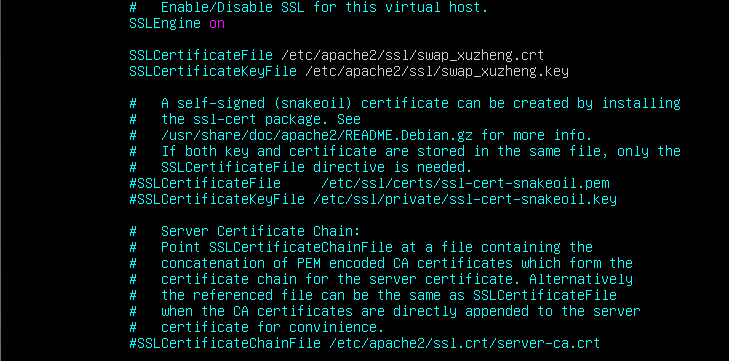 #   Enable/Disable SSL for this virtual host.
SSLEngine on
SSLCertificateFile /etc/apache2/ssl/swap_xuzheng.crt
SSLCertificateKeyFile /etc/apache2/ssl/swap_xuzheng.key
#   A self-signed (snakeoil) certificate can be created by installing
#   the ssl-cert package. See
#   /usr/share/doc/apache2/README.Debian.gz for more info.
#   If both key and certificate are stored in the same file, only the
#   SSLCertificateFile directive is needed.
#SSLCertificateFile     /etc/ssl/certs/ssl-cert-snakeoil.pem
#SSLCertificateKeyFile /etc/ssl/private/ssl-cert-snakeoil.key
#   Server Certificate Chain:
#   Point SSLCertificateChainFile at a file containing the
#   concatenation of PEM encoded CA certificates which form the
#   certificate chain for the server certificate. Alternatively
#   the referenced file can be the same as SSLCertificateFile
#   when the CA certificates are directly appended to the server
#   certificate for convinience.
#SSLCertificateChainFile /etc/apache2/ssl.crt/server-ca.crt